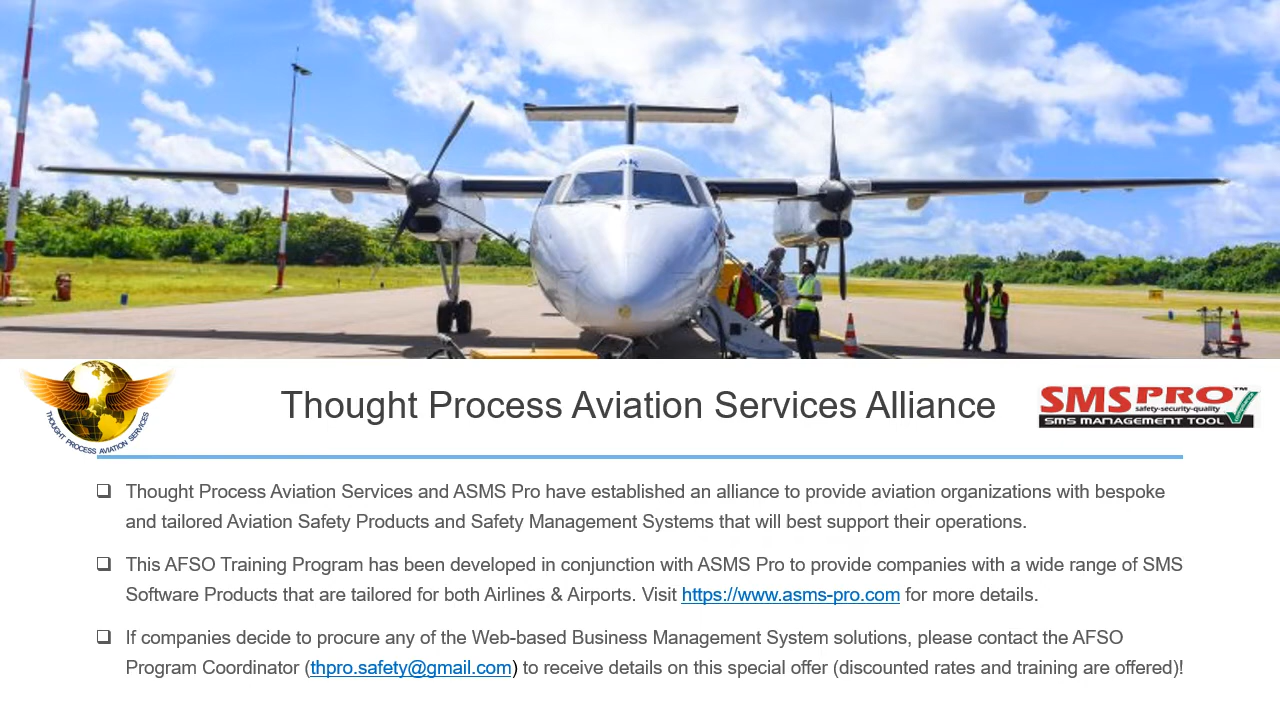 AK
Thought Process Aviation Services Alliance
THOUGHT PROCESS AVIATION SERVICES
SMS PRO™
safety-security-quality
SMS MANAGEMENT TOOL
❑ Thought Process Aviation Services and ASMS Pro have established an alliance to provide aviation organizations with bespoke
and tailored Aviation Safety Products and Safety Management Systems that will best support their operations.
❑ This AFSO Training Program has been developed in conjunction with ASMS Pro to provide companies with a wide range of SMS
Software Products that are tailored for both Airlines & Airports. Visit https://www.asms-pro.com for more details.
❑ If companies decide to procure any of the Web-based Business Management System solutions, please contact the AFSO
Program Coordinator (thpro.safety@gmail.com) to receive details on this special offer (discounted rates and training are offered)!